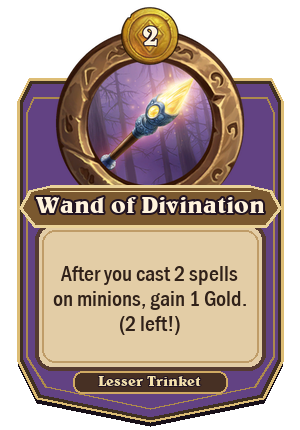 2
Wand of Divination
After you cast 2 spells
on minions, gain 1 Gold.
(2 left!)
Lesser Trinket